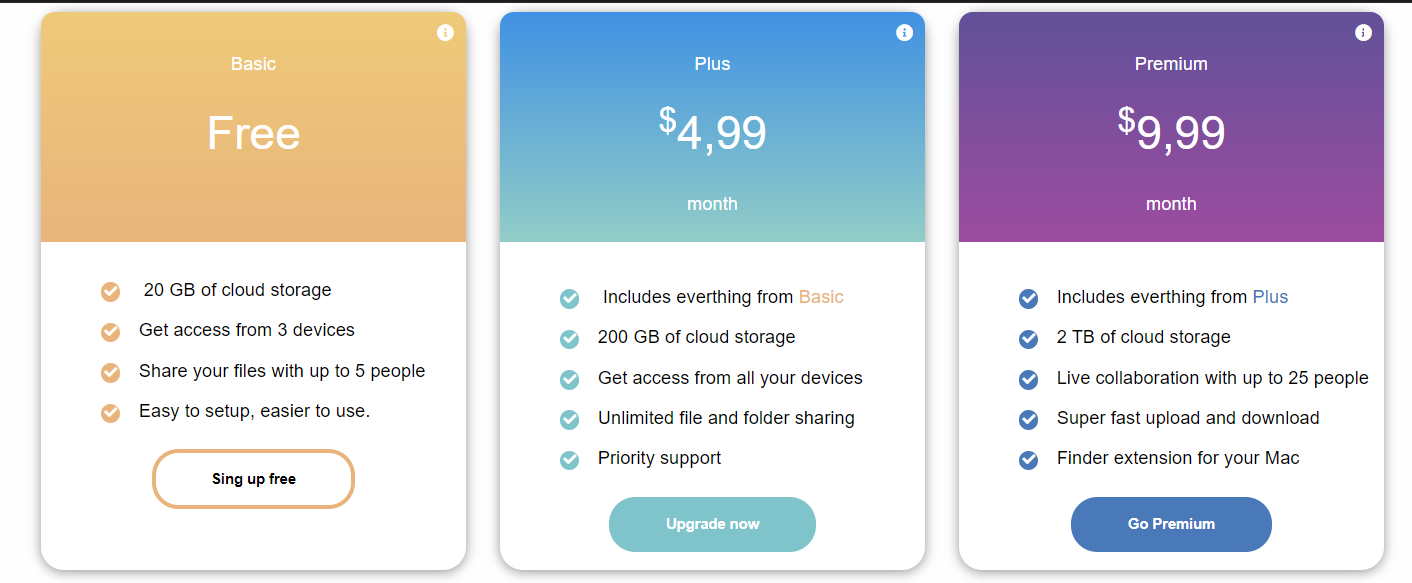 Basic
Free
20 GB of cloud storage
Get access from 3 devices
Share your files with up to 5 people
Easy to setup, easier to use.
Sing up free
Plus
$4,99
month
Includes everthing from Basic
200 GB of cloud storage
Get access from all your devices
Unlimited file and folder sharing
Priority support
Upgrade now
Premium
$9,99
month
Includes everthing from Plus
2 TB of cloud storage
Live collaboration with up to 25 people
Super fast upload and download
Finder extension for your Mac
Go Premium